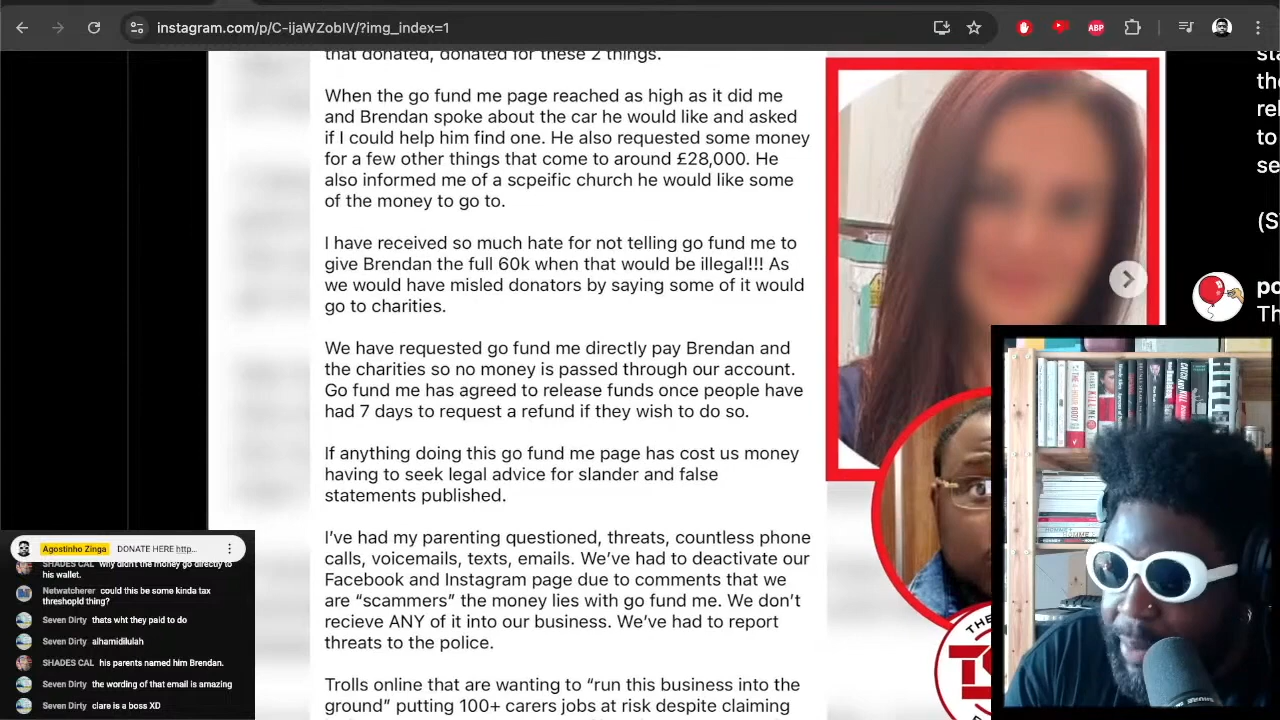 instagram.com/p/C-ijaWZobIV/?img_index=1
ABP
that donated, donated for these 2 things.
When the go fund me page reached as high as it did me
and Brendan spoke about the car he would like and asked
if I could help him find one. He also requested some money
for a few other things that come to around £28,000. He
also informed me of a scpeific church he would like some
of the money to go to.
I have received so much hate for not telling go fund me to
give Brendan the full 60k when that would be illegal!!! As
we would have misled donators by saying some of it would
go to charities.
We have requested go fund me directly pay Brendan and
the charities so no money is passed through our account.
Go fund me has agreed to release funds once people have
had 7 days to request a refund if they wish to do so.
If anything doing this go fund me page has cost us money
having to seek legal advice for slander and false
statements published.
I've had my parenting questioned, threats, countless phone
calls, voicemails, texts, emails. We've had to deactivate our
Facebook and Instagram page due to comments that we
are “scammers” the money lies with go fund me. We don't
recieve ANY of it into our business. We've had to report
threats to the police.
Trolls online that are wanting to “run this business into the
ground” putting 100+ carers jobs at risk despite claiming
the
to
se
po
Th
THE
HITLER
Agostinho Zinga DONATE HERE http...
SHADES CAL why didn't the money go directly to
his wallet.
Netwatcherer could this be some kinda tax
threshopld thing?
Seven Dirty thats wht they paid to do
Seven Dirty alhamidilulah
SHADES CAL his parents named him Brendan.
Seven Dirty the wording of that email is amazing
Seven Dirty clare is a boss XD